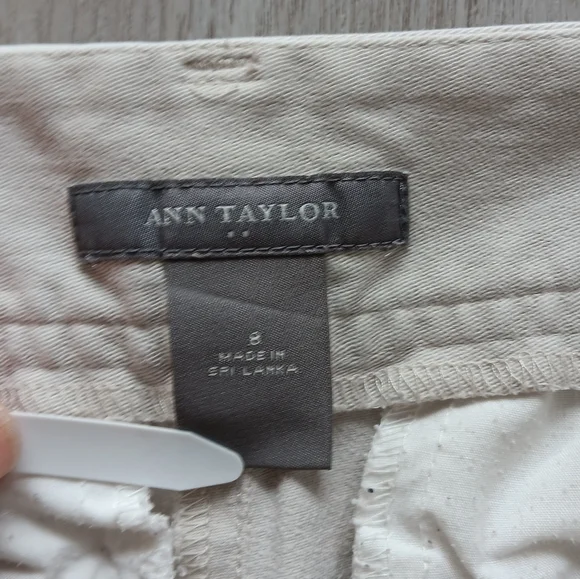 ANN TAYLOR
8
MADE IN
SRI LANKA